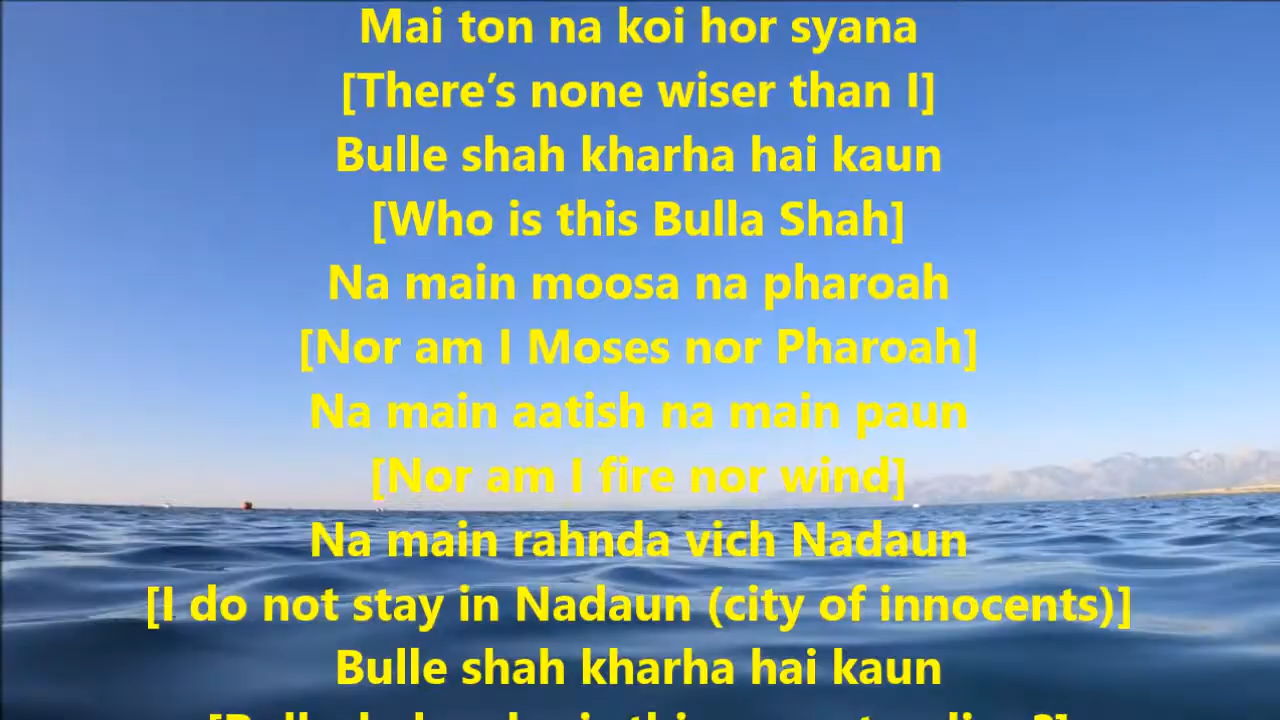 Mai ton na koi hor syana
[There’s none wiser than I]
Bulle shah kharha hai kaun
[Who is this Bulla Shah]
Na main moosa na pharoah
[Nor am I Moses nor Pharoah]
Na main aatish na main paun
[Nor am I fire nor wind]
Na main rahnda vich Nadaun
[I do not stay in Nadaun (city of innocents)]
Bulle shah kharha hai kaun